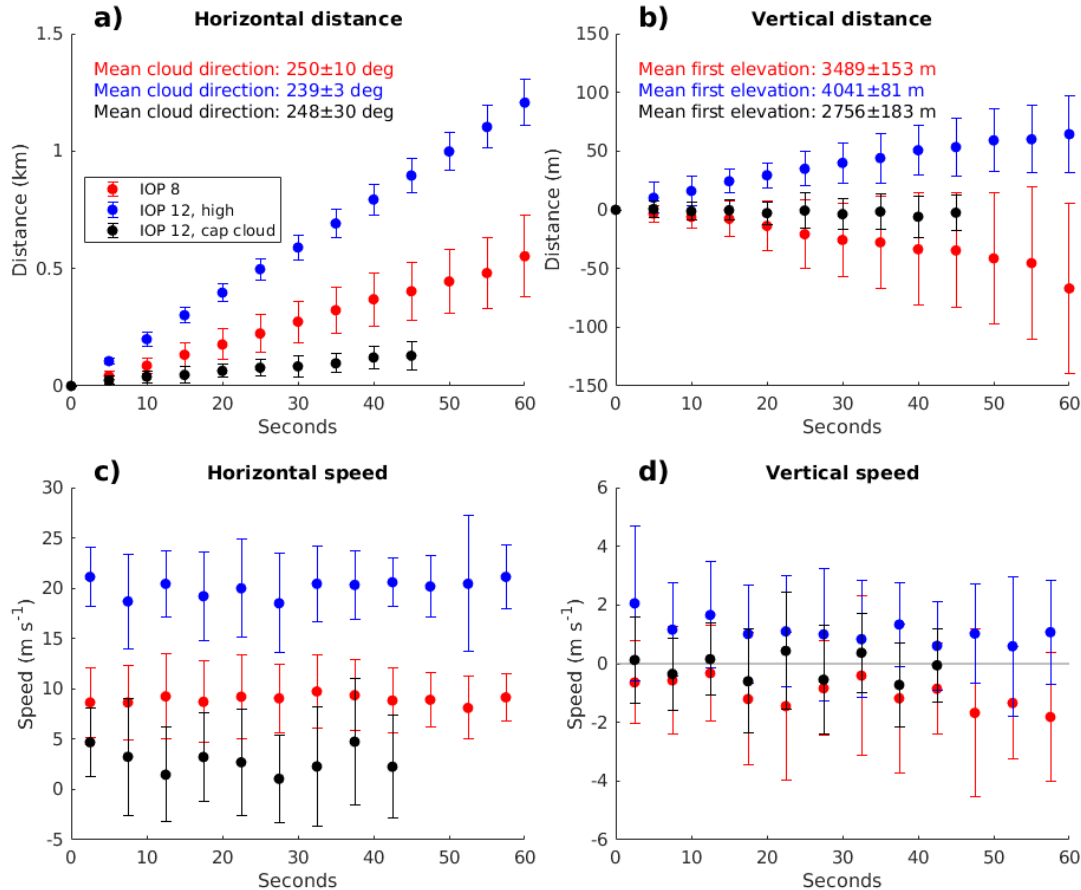 a) Horizontal distance
1.5
1
0.5
0
Distance (km)
Mean cloud direction: 250±10 deg
Mean cloud direction: 239±3 deg
Mean cloud direction: 248±30 deg
IOP 8
IOP 12, high
IOP 12, cap cloud
0 10 20 30 40 50 60
Seconds
b) Vertical distance
150
100
50
0
-50
-100
-150
Distance (m)
Mean first elevation: 3489±153 m
Mean first elevation: 4041±81 m
Mean first elevation: 2756±183 m
0 10 20 30 40 50 60
Seconds
c) Horizontal speed
30
25
20
15
10
5
0
-5
Speed (m s⁻¹)
0 10 20 30 40 50 60
Seconds
d) Vertical speed
6
4
2
0
-2
-4
-6
Speed (m s⁻¹)
0 10 20 30 40 50 60
Seconds